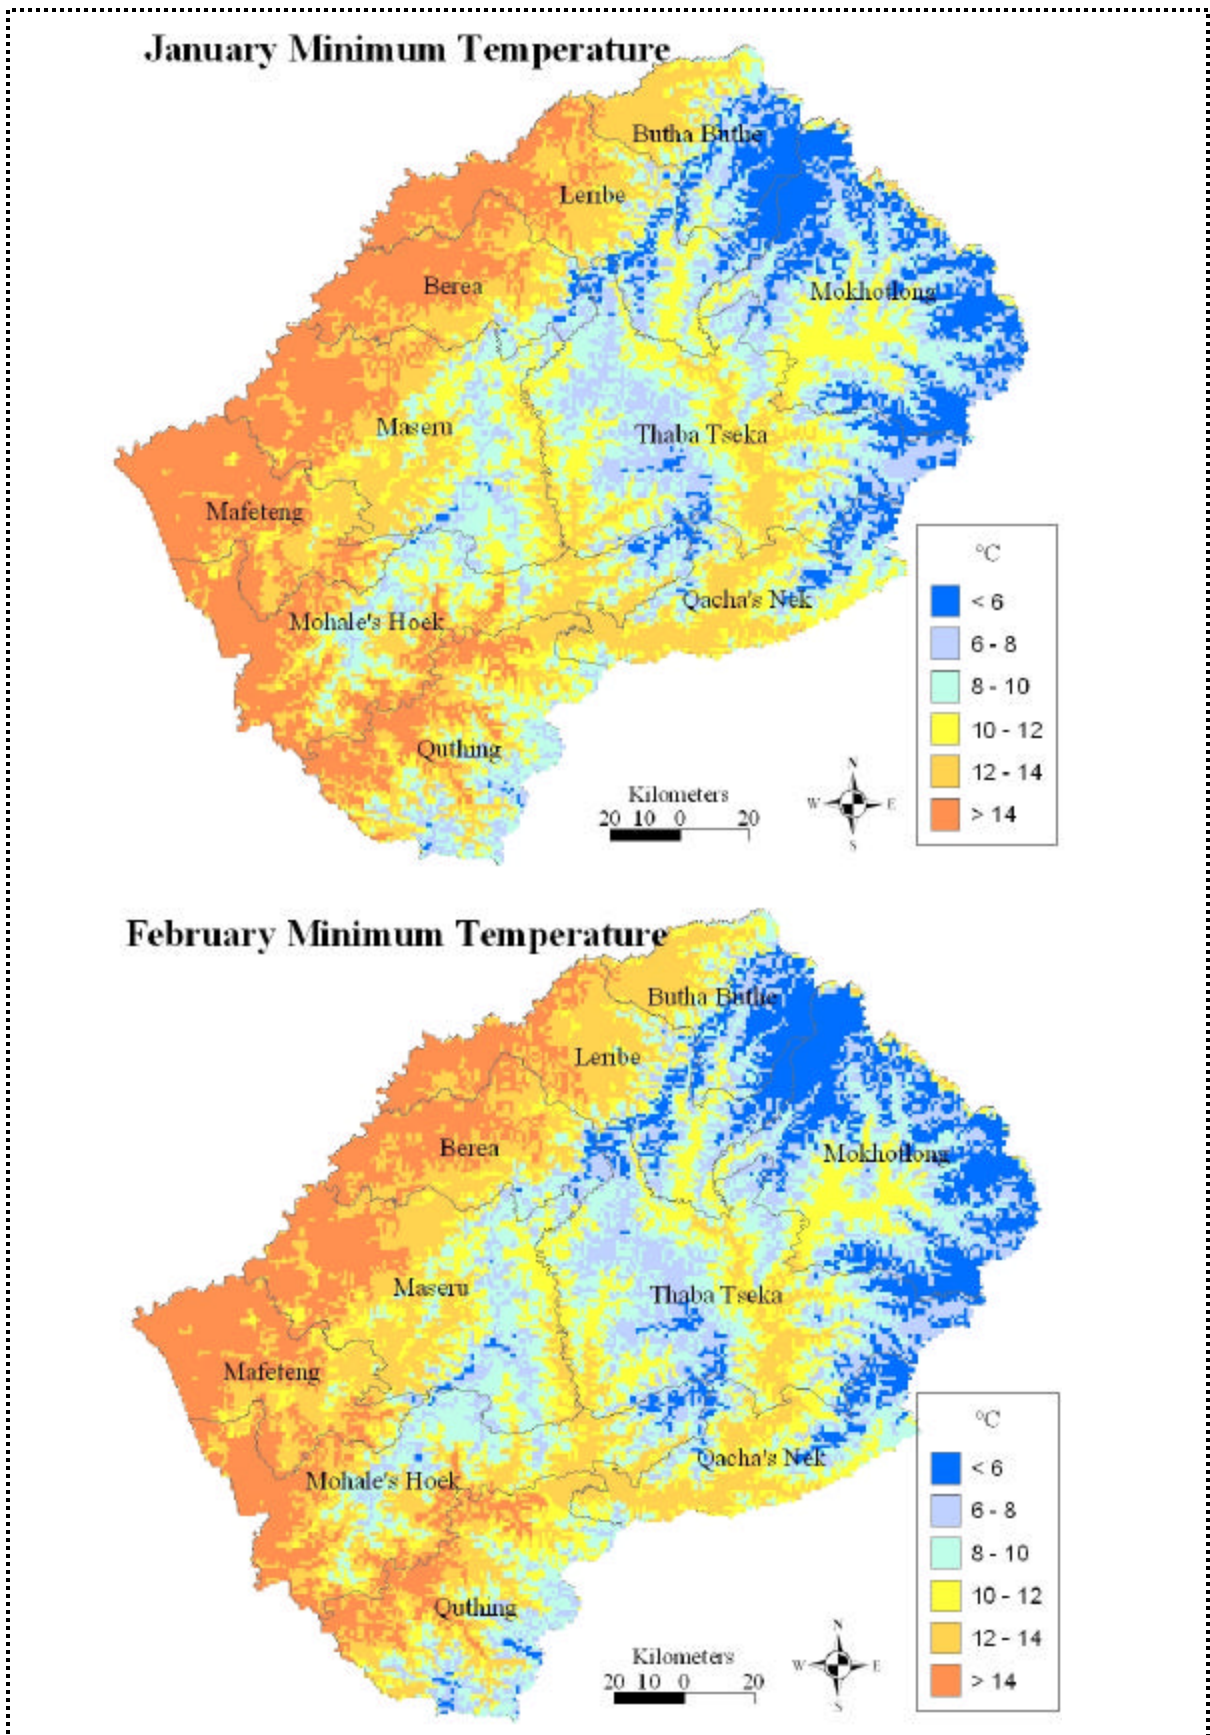 January Minimum Temperature
Butha Buthe
Leribe
Berea
Mokhotlong
Maseru
Thaba Tseka
Mafeteng
°C
Qacha's Nek
< 6
Mohale's Hoek
6 - 8
8 - 10
10 - 12
Quthing
12 - 14
N
Kilometers
W E
> 14
20 10 0 20
S
February Minimum Temperature
Butha Buthe
Leribe
Berea
Mokhotlong
Maseru
Thaba Tseka
Mafeteng
°C
Qacha's Nek
< 6
Mohale's Hoek
6 - 8
8 - 10
10 - 12
Quthing
N
12 - 14
Kilometers
W E
20 10 0 20
> 14
S